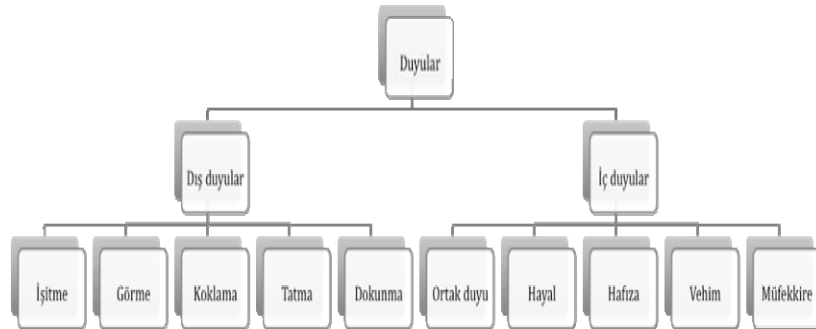 Duyular
Dış duyular
İç duyular
İşitme
Görme
Koklama
Tatma
Dokunma
Ortak duyu
Hayal
Hafıza
Vehim
Müfekkire